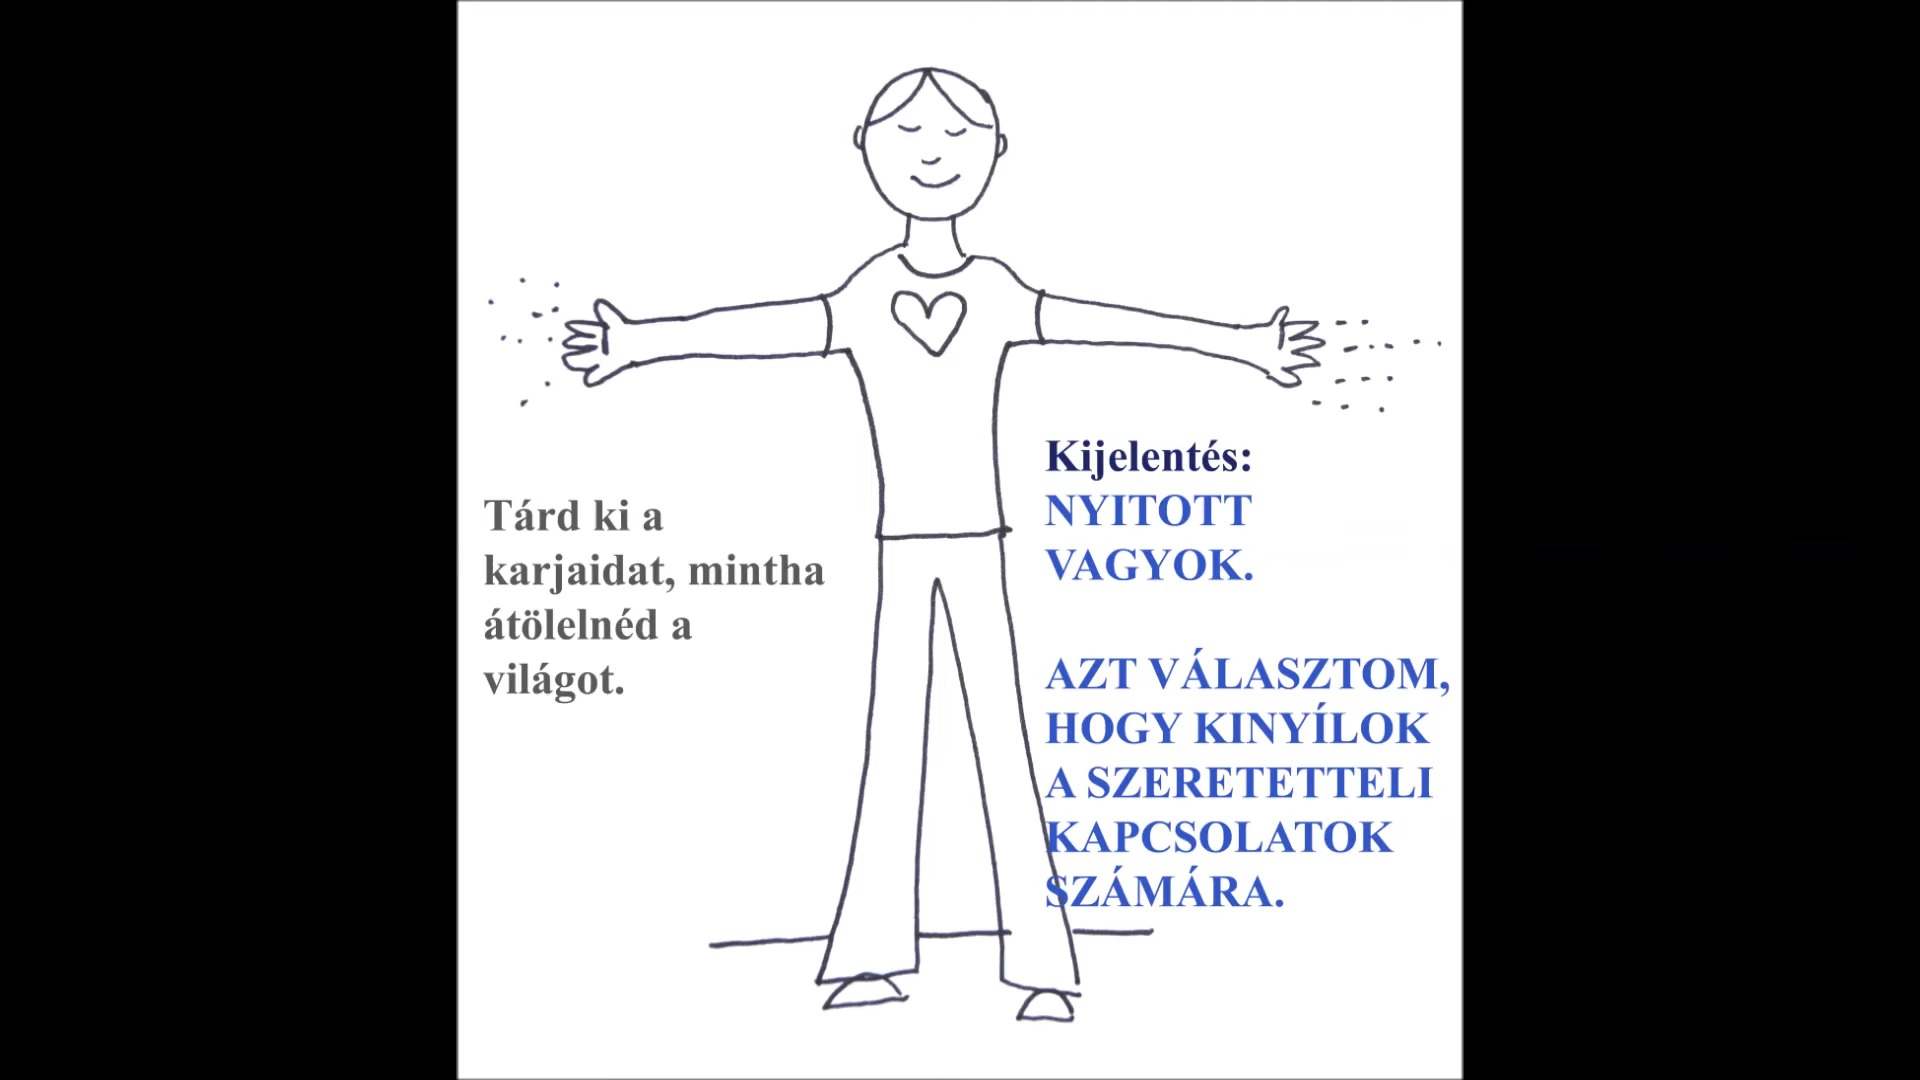 Tárd ki a
karjaidat, mintha
átölelnéd a
világot.
Kijelentés:
NYITOTT
VAGYOK.
AZT VÁLASZTOM,
HOGY KINYÍLOK
A SZERETETTELI
KAPCSOLATOK
SZÁMÁRA.